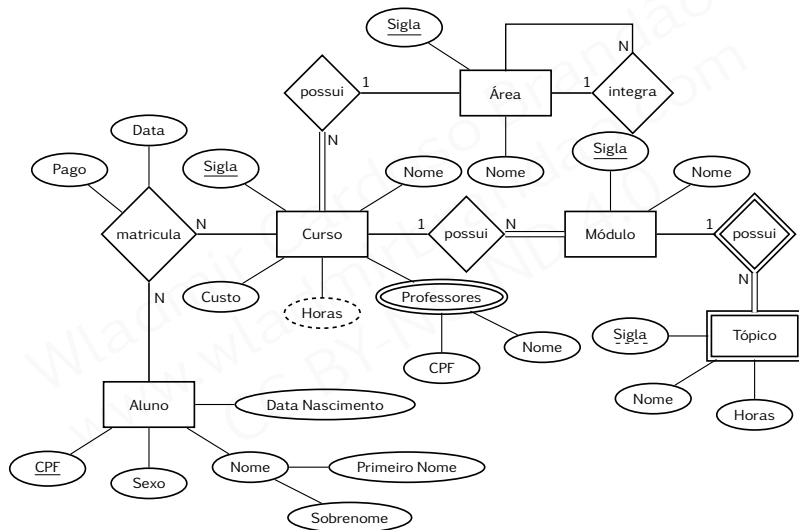 Sigla
N
possui
1
Área
1
integra
N
Data
Pago
Sigla
Nome
Nome
Sigla
Nome
matricula
N
Curso
1
possui
N
Módulo
1
possui
N
N
Custo
Horas
Professores
Nome
CPF
Sigla
Tópico
Nome
Horas
Aluno
Data Nascimento
CPF
Sexo
Nome
Primeiro Nome
Sobrenome